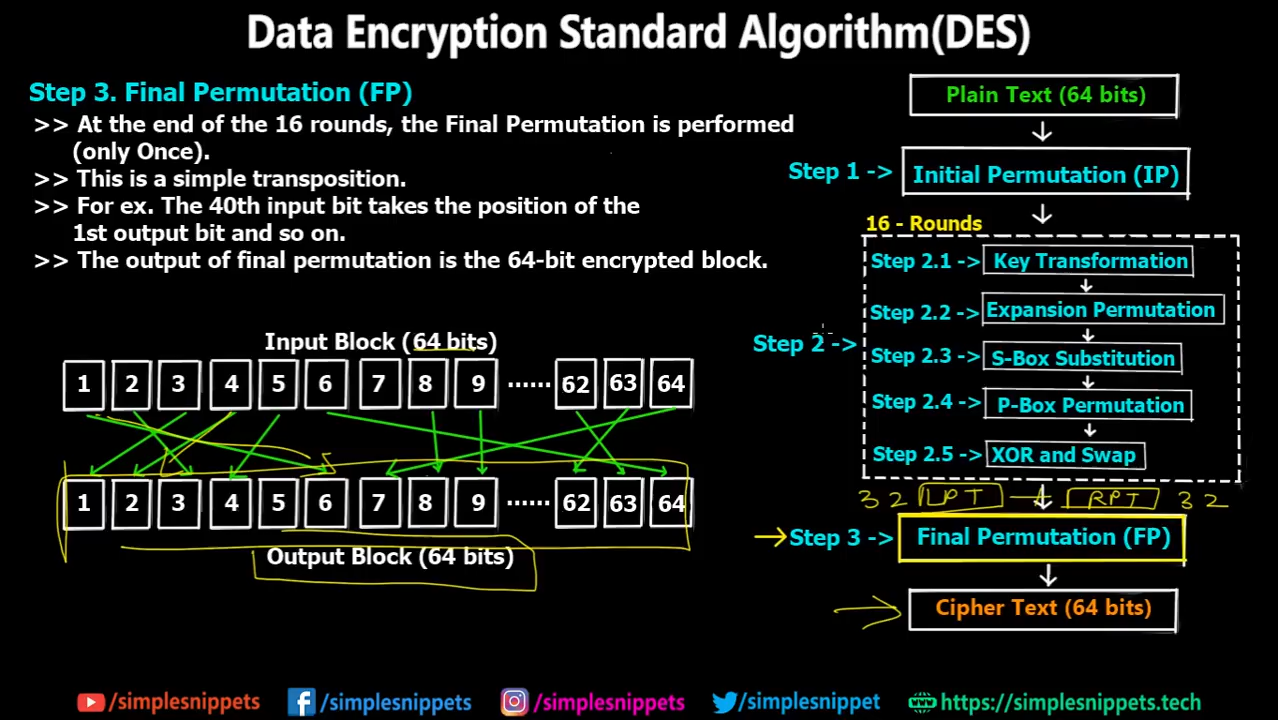 Data Encryption Standard Algorithm(DES)
Step 3. Final Permutation (FP)
>> At the end of the 16 rounds, the Final Permutation is performed
(only Once).
>> This is a simple transposition.
>> For ex. The 40th input bit takes the position of the
1st output bit and so on.
>> The output of final permutation is the 64-bit encrypted block.
Input Block (64 bits)
1 2 3 4 5 6 7 8 9 ...... 62 63 64
1 2 3 4 5 6 7 8 9 ...... 62 63 64
Output Block (64 bits)
Plain Text (64 bits)
Step 1 -> Initial Permutation (IP)
16 - Rounds
Step 2 ->
Step 2.1 -> Key Transformation
Step 2.2 -> Expansion Permutation
Step 2.3 -> S-Box Substitution
Step 2.4 -> P-Box Permutation
Step 2.5 -> XOR and Swap
32 LPT + RPT 32
Step 3 -> Final Permutation (FP)
Cipher Text (64 bits)
/simplesnippets /simplesnippets /simplesnippets /simplesnippet https://simplesnippets.tech